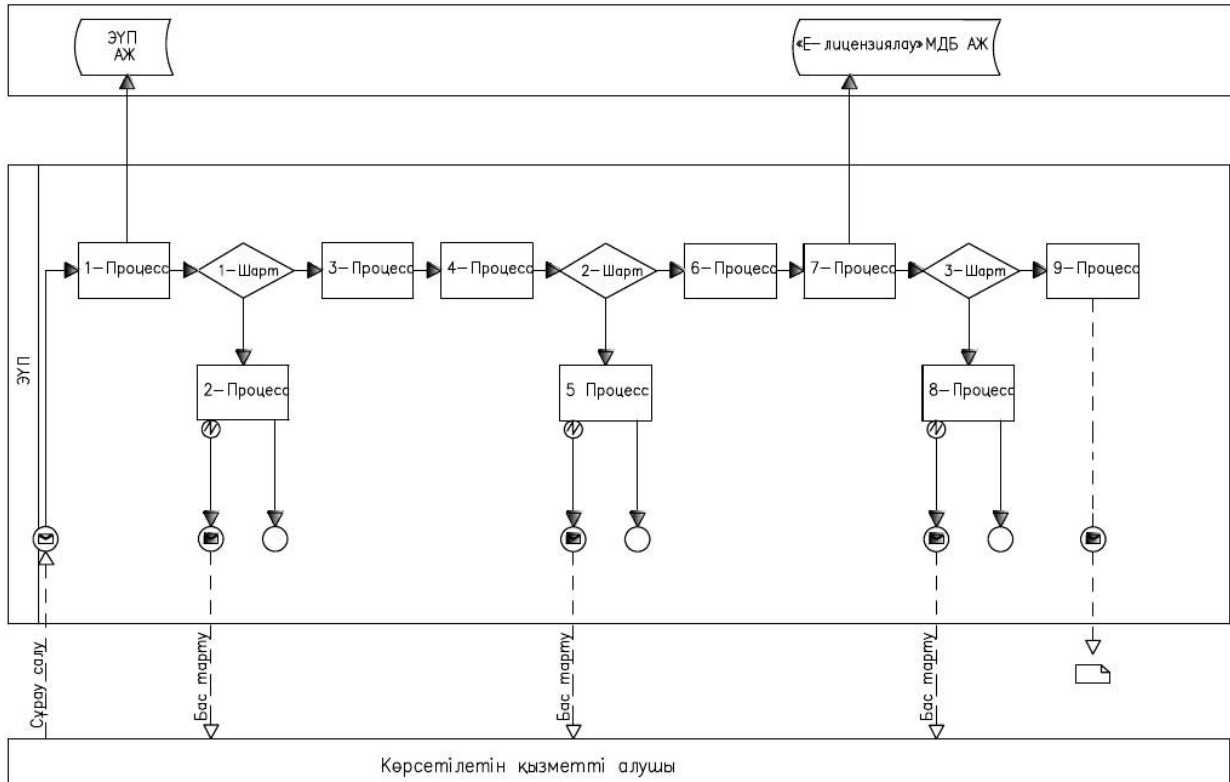 ЭҮП
АЖ
«Е-лицензиялау»МДБ АЖ
1-Процесс
1-Шарт
3-Процесс
4-Процесс
2-Шарт
6-Процесс
7-Процесс
3-Шарт
9-Процесс
ЭҮП
2-Процесс
5 Процесс
8-Процесс
Сұрау салу
Бас тарту
Бас тарту
Бас тарту
Көрсетілетін қызметті алушы